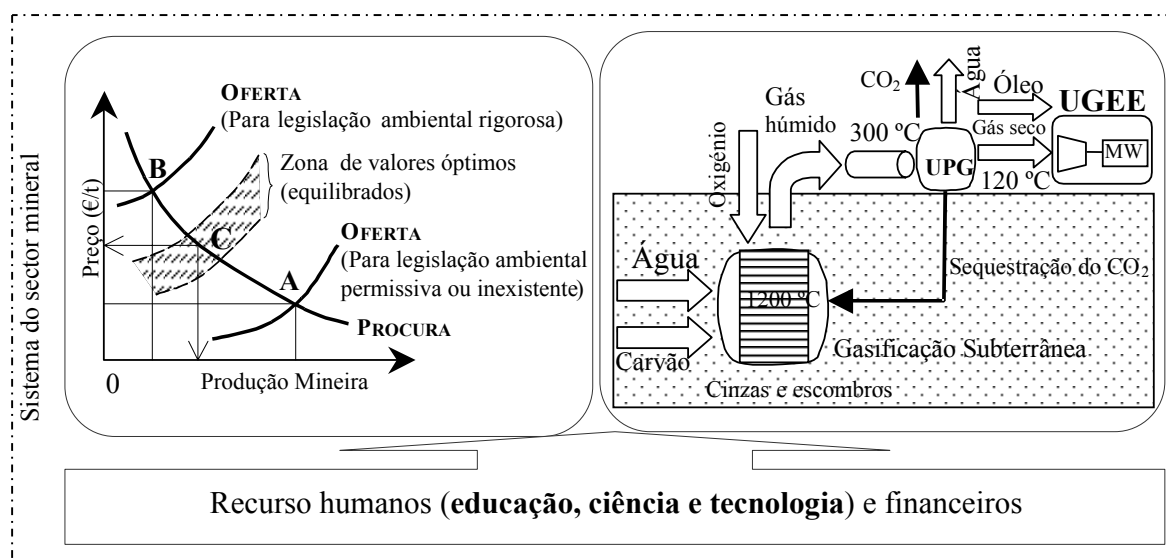 Sistema do sector mineral
Preço (€/t)
OFERTA
(Para legislação ambiental rigorosa)
B
Zona de valores óptimos
(equilibrados)
C
OFERTA
(Para legislação ambiental
permissiva ou inexistente)
A
PROCURA
0
Produção Mineira
CO2
Água
Óleo
UGEE
Gás
húmido
300 ºC
Gás seco
MW
UPG
120 ºC
Oxigénio
Água
Sequestração do CO2
1200 ºC
Carvão
Gasificação Subterrânea
Cinzas e escombros
Recurso humanos (educação, ciência e tecnologia) e financeiros